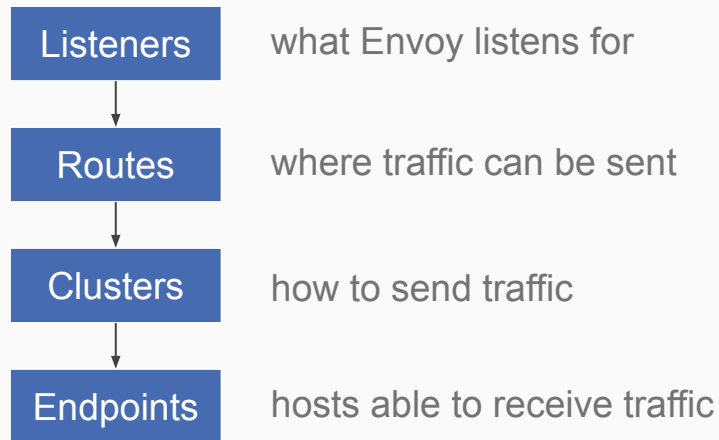 Listeners what Envoy listens for
Routes where traffic can be sent
Clusters how to send traffic
Endpoints hosts able to receive traffic